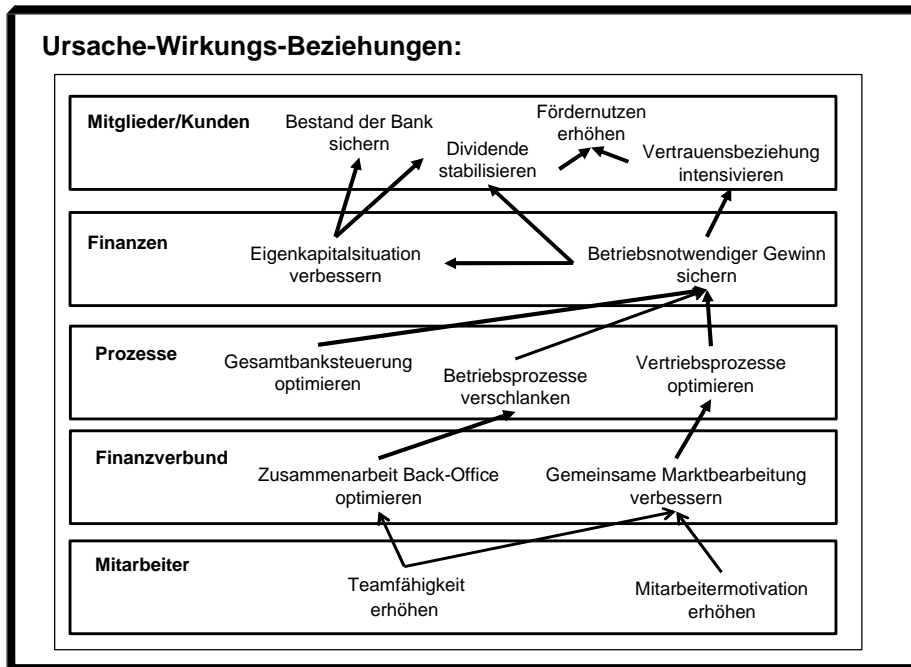 Ursache-Wirkungs-Beziehungen:
Mitglieder/Kunden
Bestand der Bank
sichern
Dividende
stabilisieren
Fördernutzen
erhöhen
Vertrauensbeziehung
intensivieren
Finanzen
Eigenkapitalsituation
verbessern
Betriebsnotwendiger Gewinn
sichern
Prozesse
Gesamtbanksteuerung
optimieren
Betriebsprozesse
verschlanken
Vertriebsprozesse
optimieren
Finanzverbund
Zusammenarbeit Back-Office
optimieren
Gemeinsame Marktbearbeitung
verbessern
Mitarbeiter
Teamfähigkeit
erhöhen
Mitarbeitermotivation
erhöhen